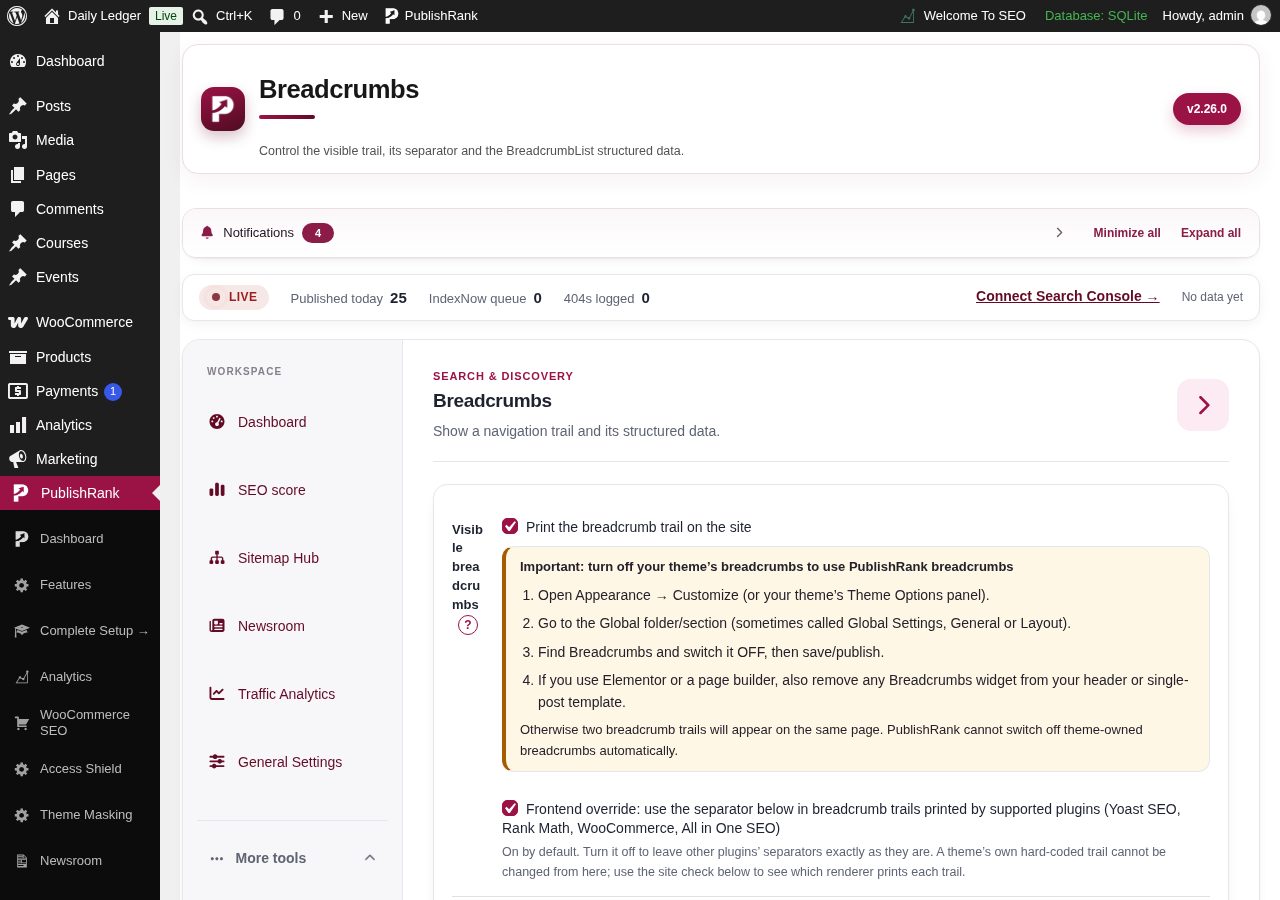 Daily Ledger Live Ctrl+K 0 New PublishRank Welcome To SEO Database: SQLite Howdy, admin
Dashboard
Posts
Media
Pages
Comments
Courses
Events
WooCommerce
Products
Payments 1
Analytics
Marketing
PublishRank
Dashboard
Features
Complete Setup →
Analytics
WooCommerce
SEO
Access Shield
Theme Masking
Newsroom
Breadcrumbs
Control the visible trail, its separator and the BreadcrumbList structured data.
v2.26.0
Notifications 4 Minimize all Expand all
LIVE Published today 25 IndexNow queue 0 404s logged 0 Connect Search Console → No data yet
WORKSPACE
Dashboard
SEO score
Sitemap Hub
Newsroom
Traffic Analytics
General Settings
More tools
SEARCH & DISCOVERY
Breadcrumbs
Show a navigation trail and its structured data.
Visib
le
brea
dcru
mbs
?
Print the breadcrumb trail on the site
Important: turn off your theme’s breadcrumbs to use PublishRank breadcrumbs
1. Open Appearance → Customize (or your theme’s Theme Options panel).
2. Go to the Global folder/section (sometimes called Global Settings, General or Layout).
3. Find Breadcrumbs and switch it OFF, then save/publish.
4. If you use Elementor or a page builder, also remove any Breadcrumbs widget from your header or single-
post template.
Otherwise two breadcrumb trails will appear on the same page. PublishRank cannot switch off theme-owned
breadcrumbs automatically.
Frontend override: use the separator below in breadcrumb trails printed by supported plugins (Yoast SEO,
Rank Math, WooCommerce, All in One SEO)
On by default. Turn it off to leave other plugins’ separators exactly as they are. A theme’s own hard-coded trail cannot be
changed from here; use the site check below to see which renderer prints each trail.